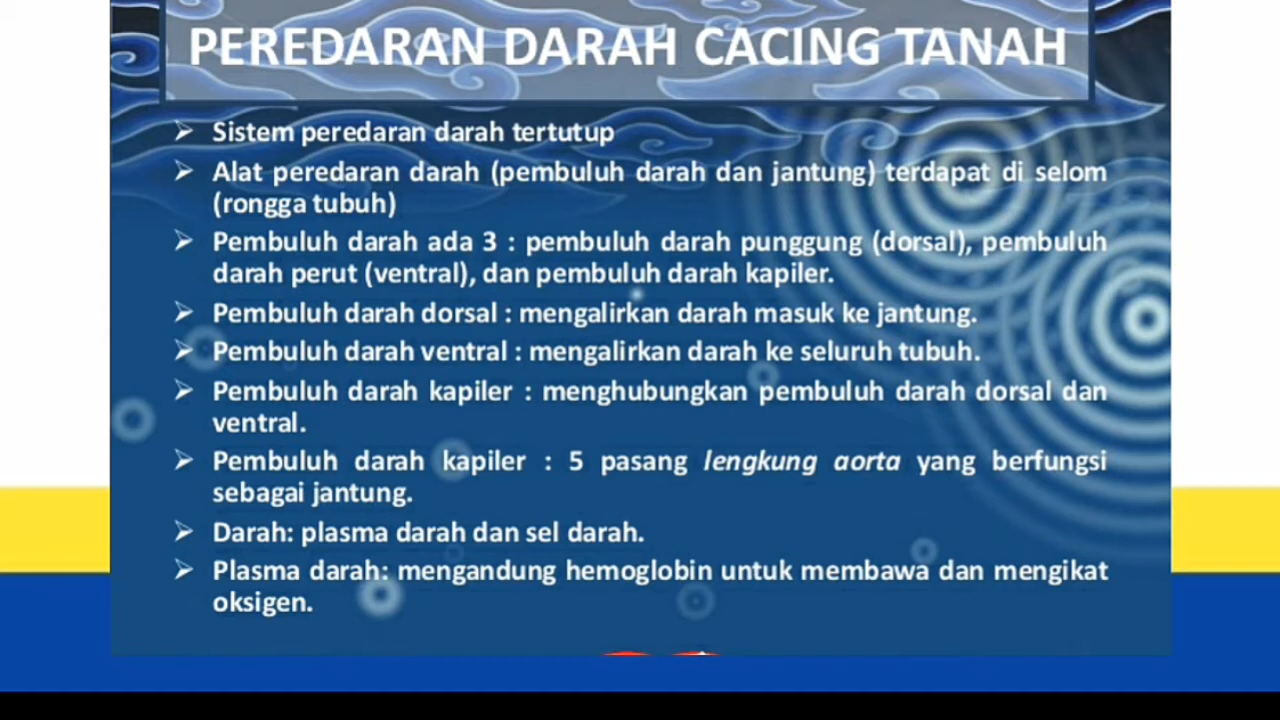 PEREDARAN DARAH CACING TANAH
➢ Sistem peredaran darah tertutup
➢ Alat peredaran darah (pembuluh darah dan jantung) terdapat di selom
(rongga tubuh)
➢ Pembuluh darah ada 3 : pembuluh darah punggung (dorsal), pembuluh
darah perut (ventral), dan pembuluh darah kapiler.
➢ Pembuluh darah dorsal : mengalirkan darah masuk ke jantung.
➢ Pembuluh darah ventral : mengalirkan darah ke seluruh tubuh.
➢ Pembuluh darah kapiler : menghubungkan pembuluh darah dorsal dan
ventral.
➢ Pembuluh darah kapiler : 5 pasang lengkung aorta yang berfungsi
sebagai jantung.
➢ Darah: plasma darah dan sel darah.
➢ Plasma darah: mengandung hemoglobin untuk membawa dan mengikat
oksigen.